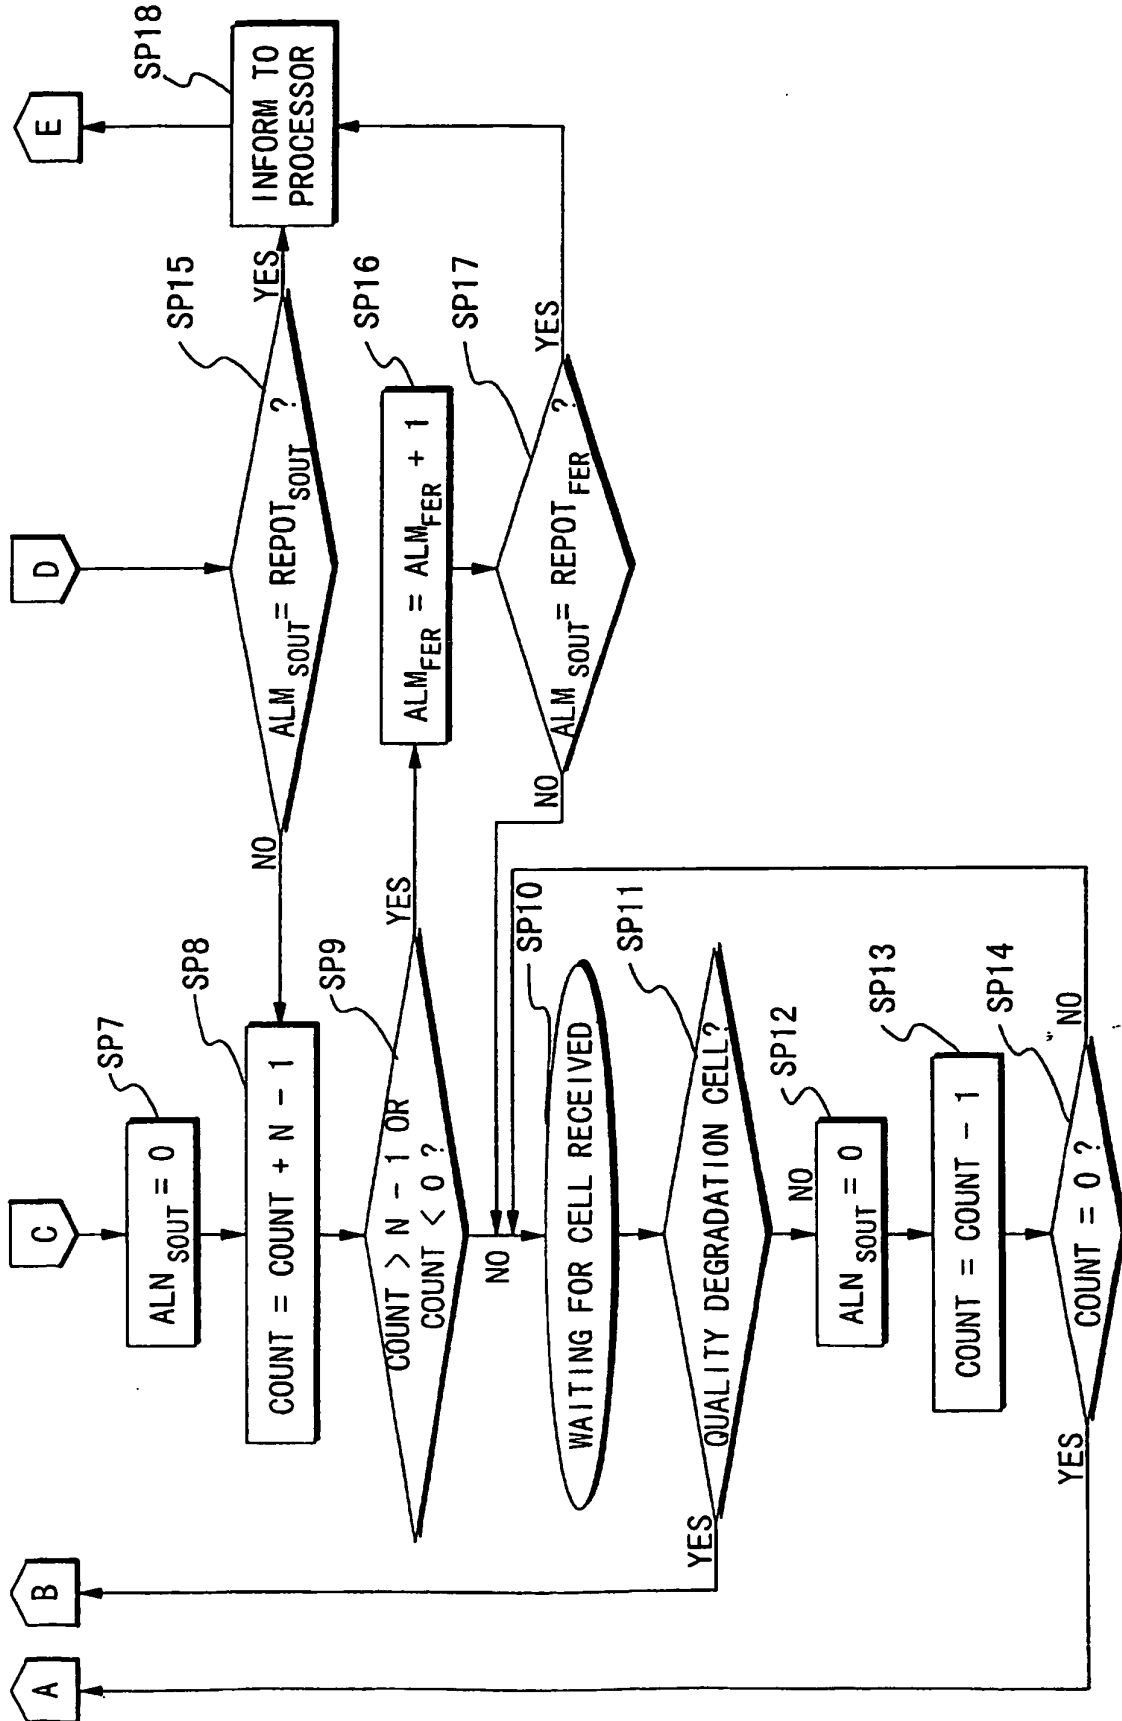 A
B
C
D
E
ALN SOUT = 0
SP7
COUNT = COUNT + N - 1
SP8
COUNT > N - 1 OR
COUNT < 0 ?
SP9
YES
NO
WAITING FOR CELL RECEIVED
SP10
QUALITY DEGRADATION CELL?
SP11
YES
NO
ALN SOUT = 0
SP12
COUNT = COUNT - 1
SP13
COUNT = 0 ?
SP14
YES
NO
ALM SOUT = REPOT SOUT ?
SP15
NO
YES
ALM FER = ALM FER + 1
SP16
ALM SOUT = REPOT FER ?
SP17
NO
YES
INFORM TO
PROCESSOR
SP18